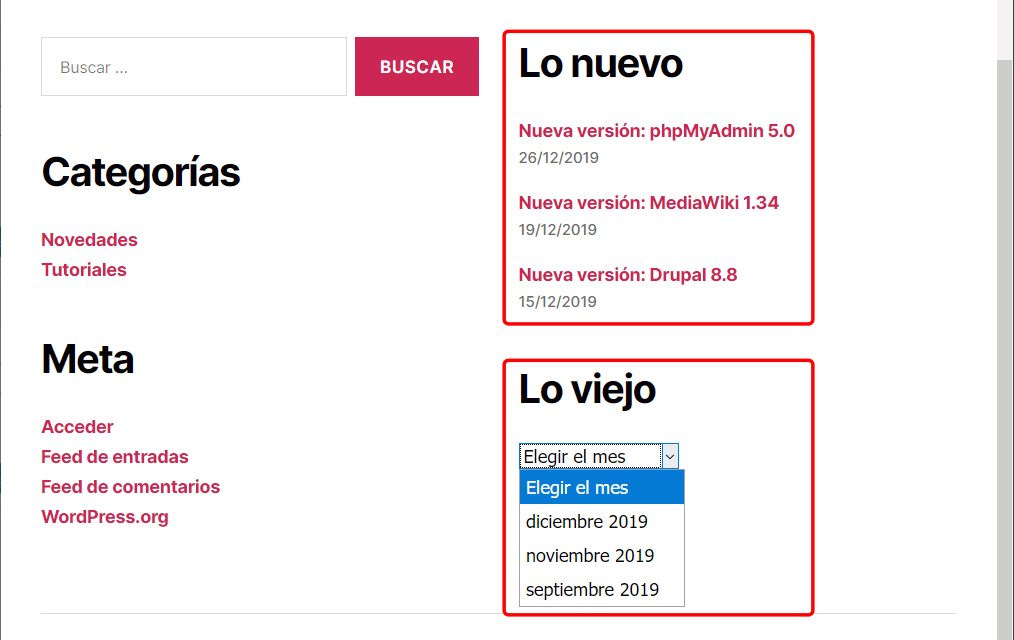 Buscar ...
BUSCAR
Categorías
Novedades
Tutoriales
Meta
Acceder
Feed de entradas
Feed de comentarios
WordPress.org
Lo nuevo
Nueva versión: phpMyAdmin 5.0
26/12/2019
Nueva versión: MediaWiki 1.34
19/12/2019
Nueva versión: Drupal 8.8
15/12/2019
Lo viejo
Elegir el mes
Elegir el mes
diciembre 2019
noviembre 2019
septiembre 2019